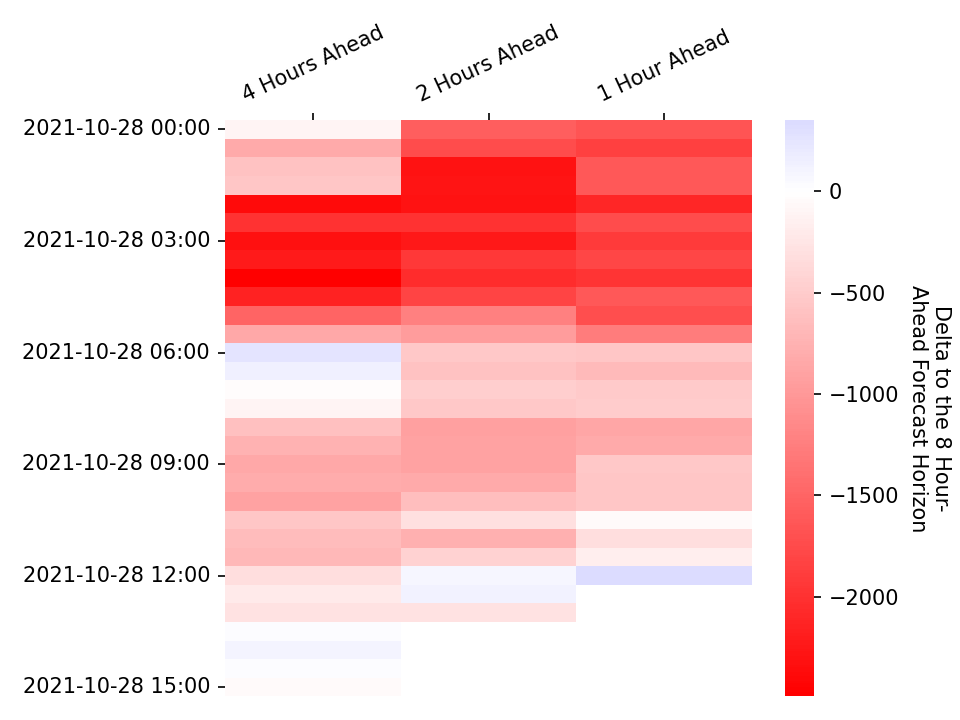 4 Hours Ahead
2 Hours Ahead
1 Hour Ahead
2021-10-28 00:00
2021-10-28 03:00
2021-10-28 06:00
2021-10-28 09:00
2021-10-28 12:00
2021-10-28 15:00
0
−500
−1000
−1500
−2000
Delta to the 8 Hour-
Ahead Forecast Horizon